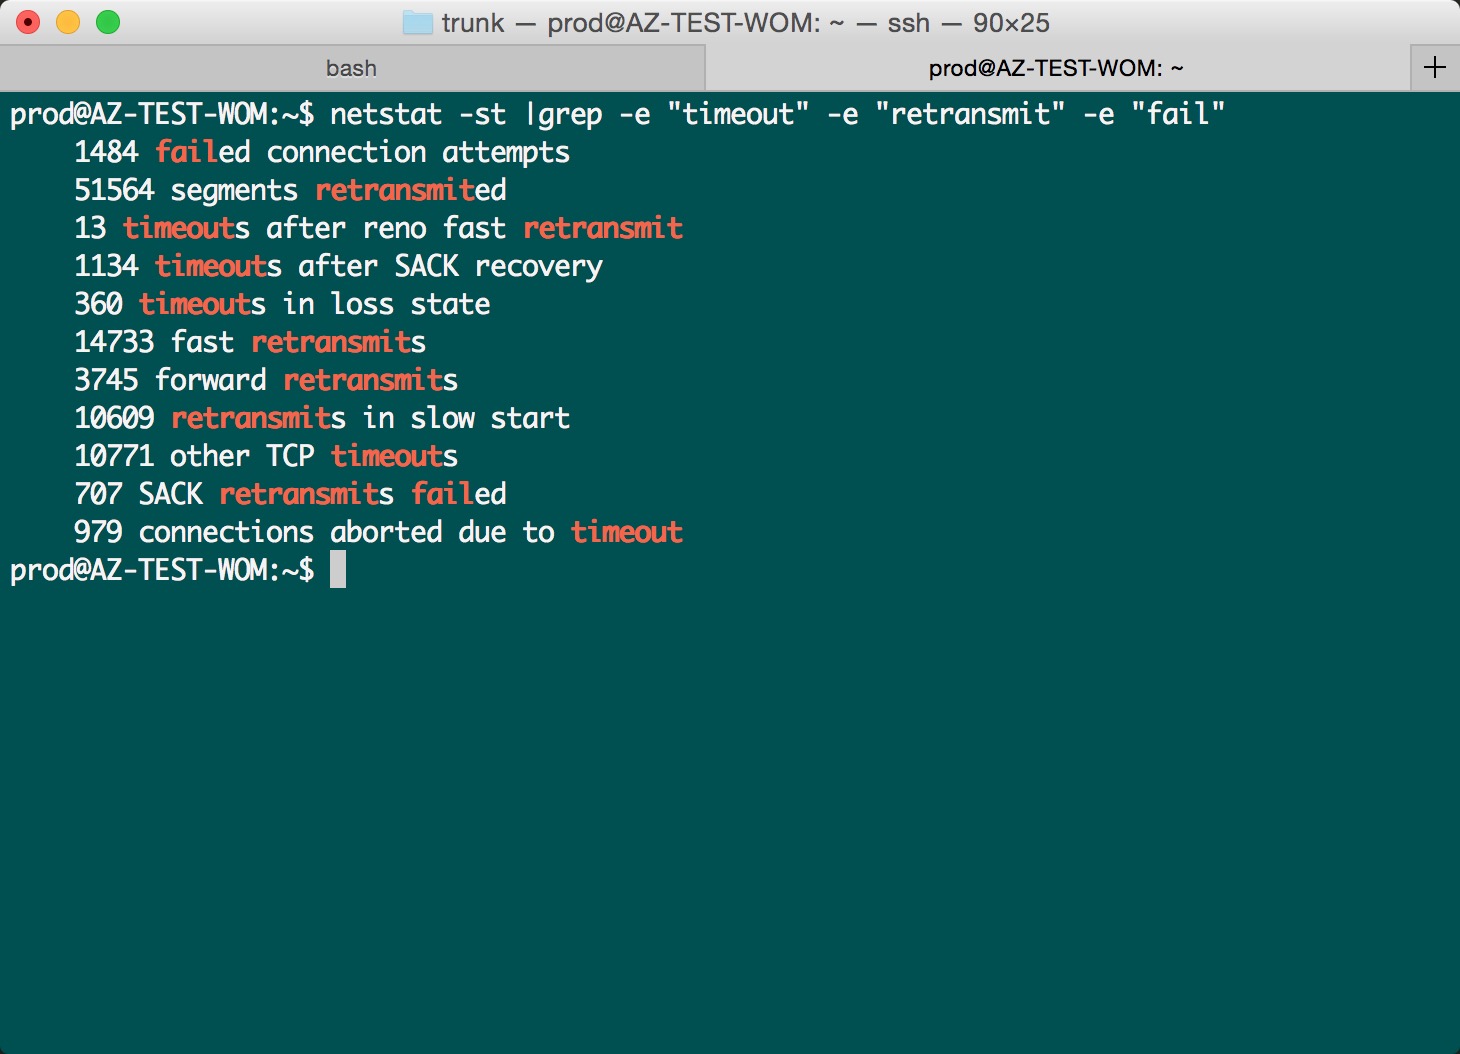 trunk — prod@AZ-TEST-WOM: ~ — ssh — 90×25
bash prod@AZ-TEST-WOM: ~
prod@AZ-TEST-WOM:~$ netstat -st |grep -e "timeout" -e "retransmit" -e "fail"
1484 failed connection attempts
51564 segments retransmited
13 timeouts after reno fast retransmit
1134 timeouts after SACK recovery
360 timeouts in loss state
14733 fast retransmits
3745 forward retransmits
10609 retransmits in slow start
10771 other TCP timeouts
707 SACK retransmits failed
979 connections aborted due to timeout
prod@AZ-TEST-WOM:~$